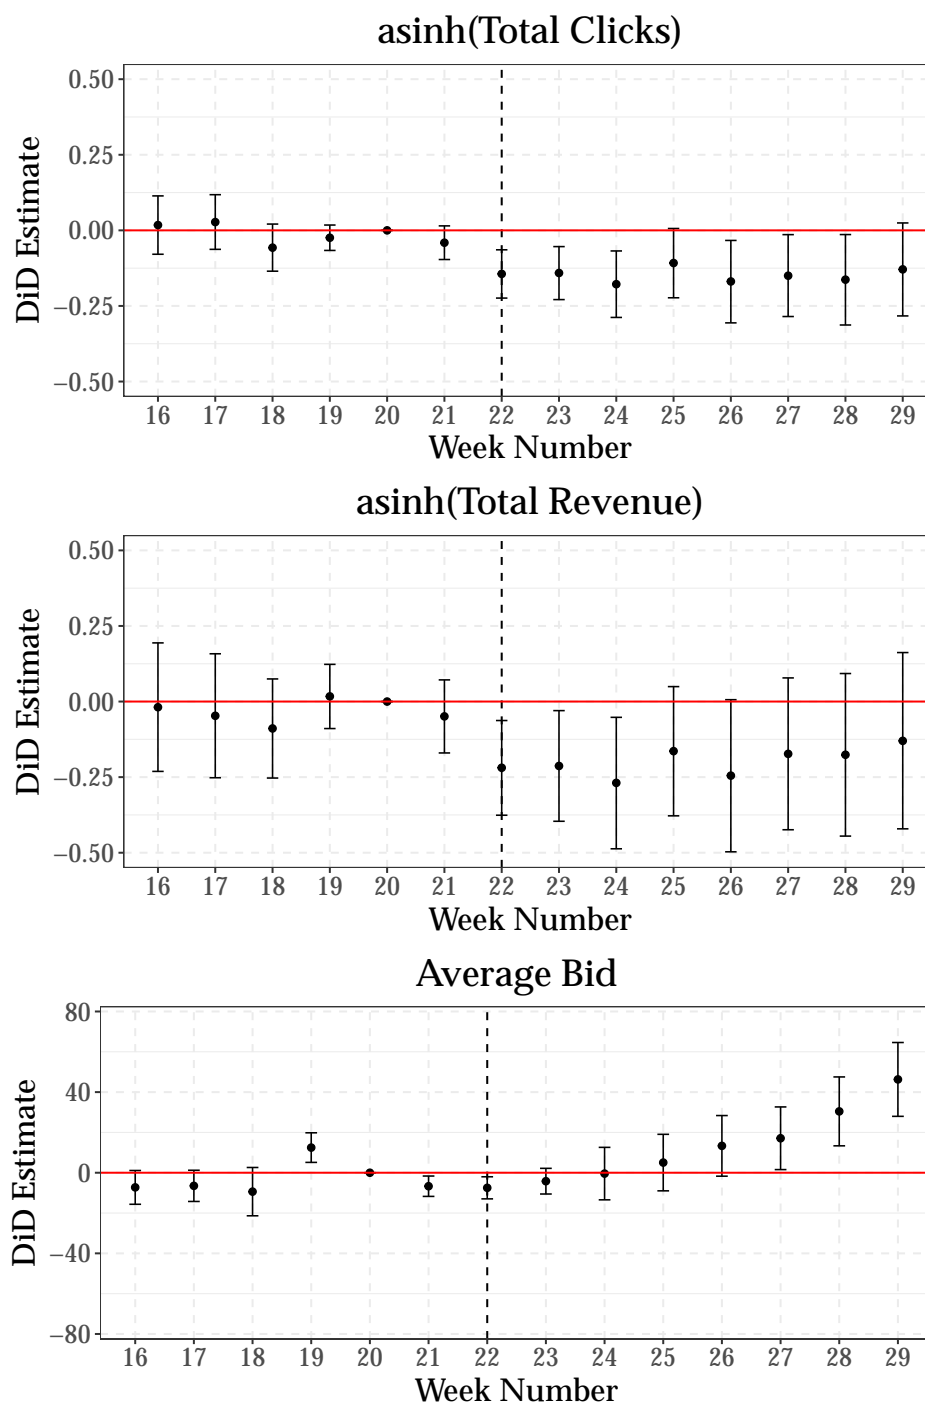 asinh(Total Clicks)
DiD Estimate
0.50
0.25
0.00
−0.25
−0.50
16 17 18 19 20 21 22 23 24 25 26 27 28 29
Week Number
asinh(Total Revenue)
DiD Estimate
0.50
0.25
0.00
−0.25
−0.50
16 17 18 19 20 21 22 23 24 25 26 27 28 29
Week Number
Average Bid
DiD Estimate
80
40
0
−40
−80
16 17 18 19 20 21 22 23 24 25 26 27 28 29
Week Number